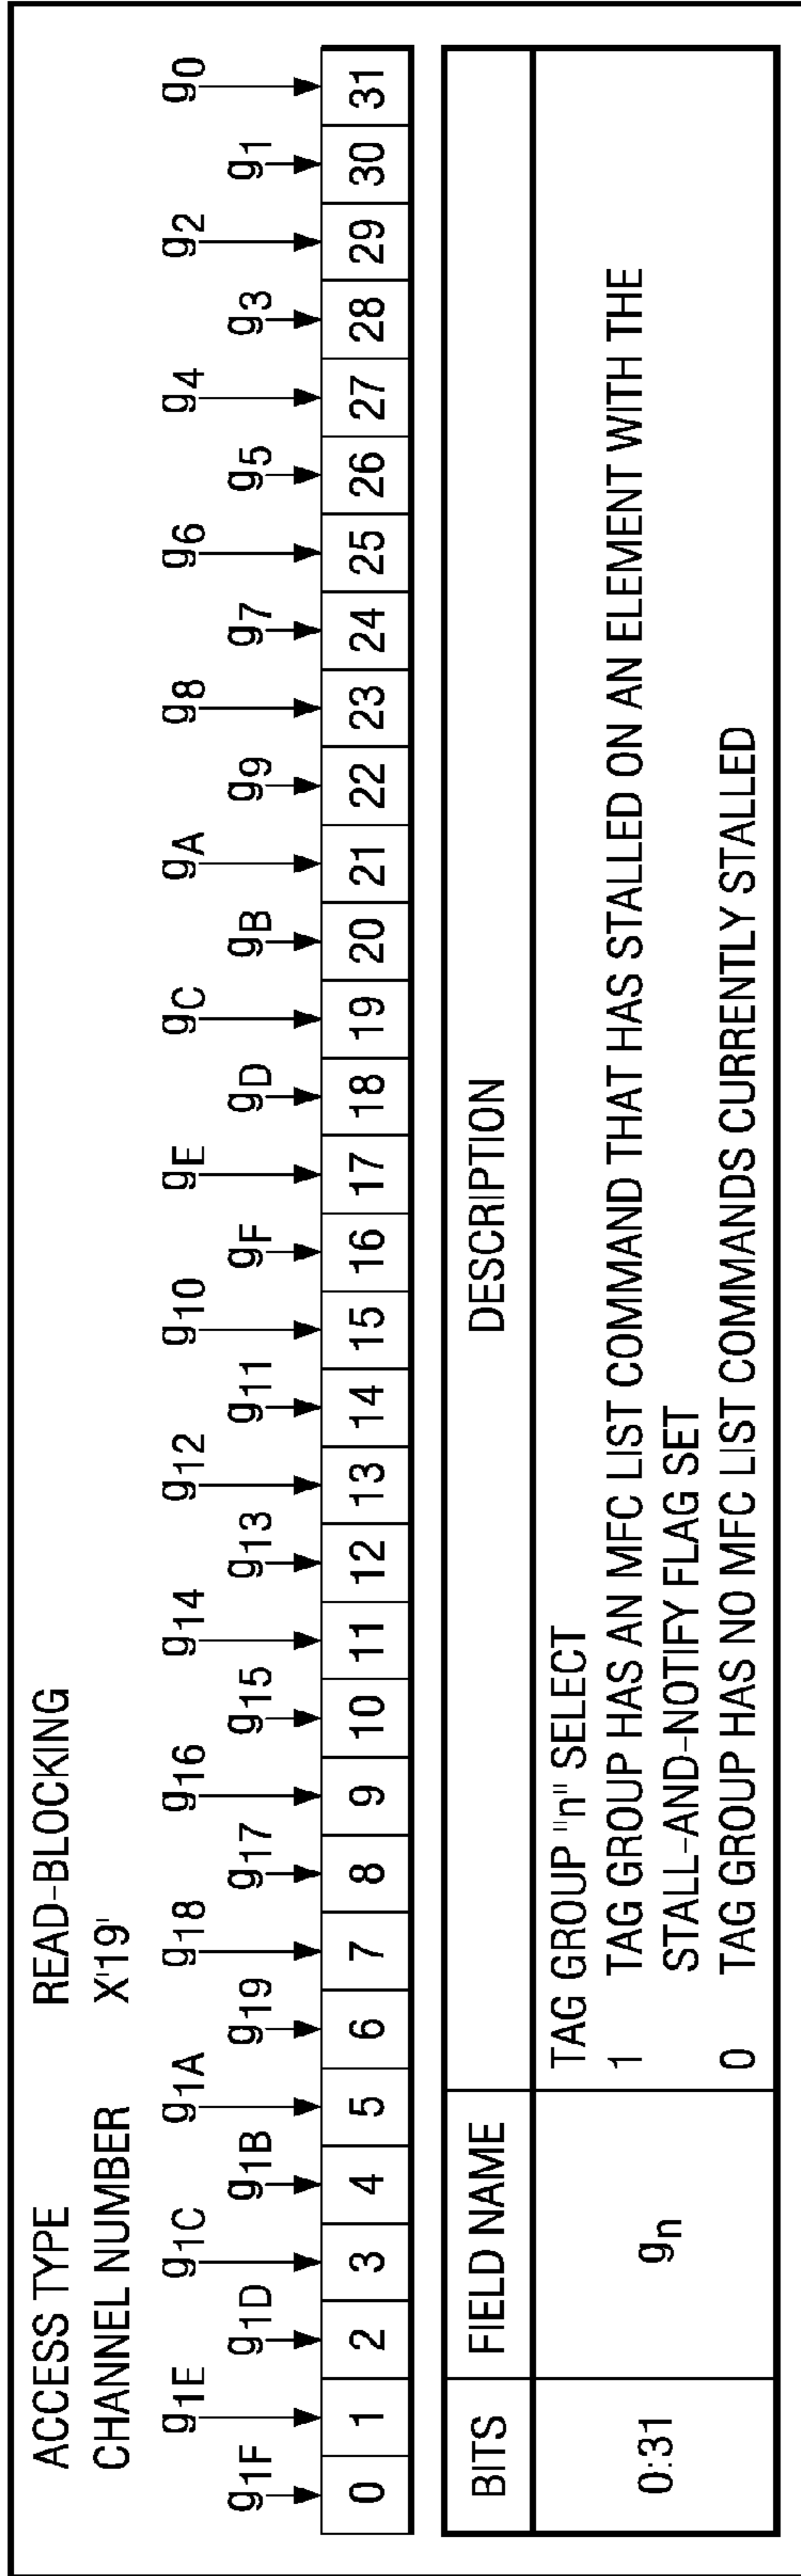 ACCESS TYPE READ-BLOCKING
CHANNEL NUMBER X'19'
g1F g1E g1D g1C g1B g1A g19 g18 g17 g16 g15 g14 g13 g12 g11 g10 gF gE gD gC gB gA g9 g8 g7 g6 g5 g4 g3 g2 g1 g0
0 1 2 3 4 5 6 7 8 9 10 11 12 13 14 15 16 17 18 19 20 21 22 23 24 25 26 27 28 29 30 31
BITS FIELD NAME DESCRIPTION
0:31 gn TAG GROUP "n" SELECT
1 TAG GROUP HAS AN MFC LIST COMMAND THAT HAS STALLED ON AN ELEMENT WITH THE
STALL-AND-NOTIFY FLAG SET
0 TAG GROUP HAS NO MFC LIST COMMANDS CURRENTLY STALLED